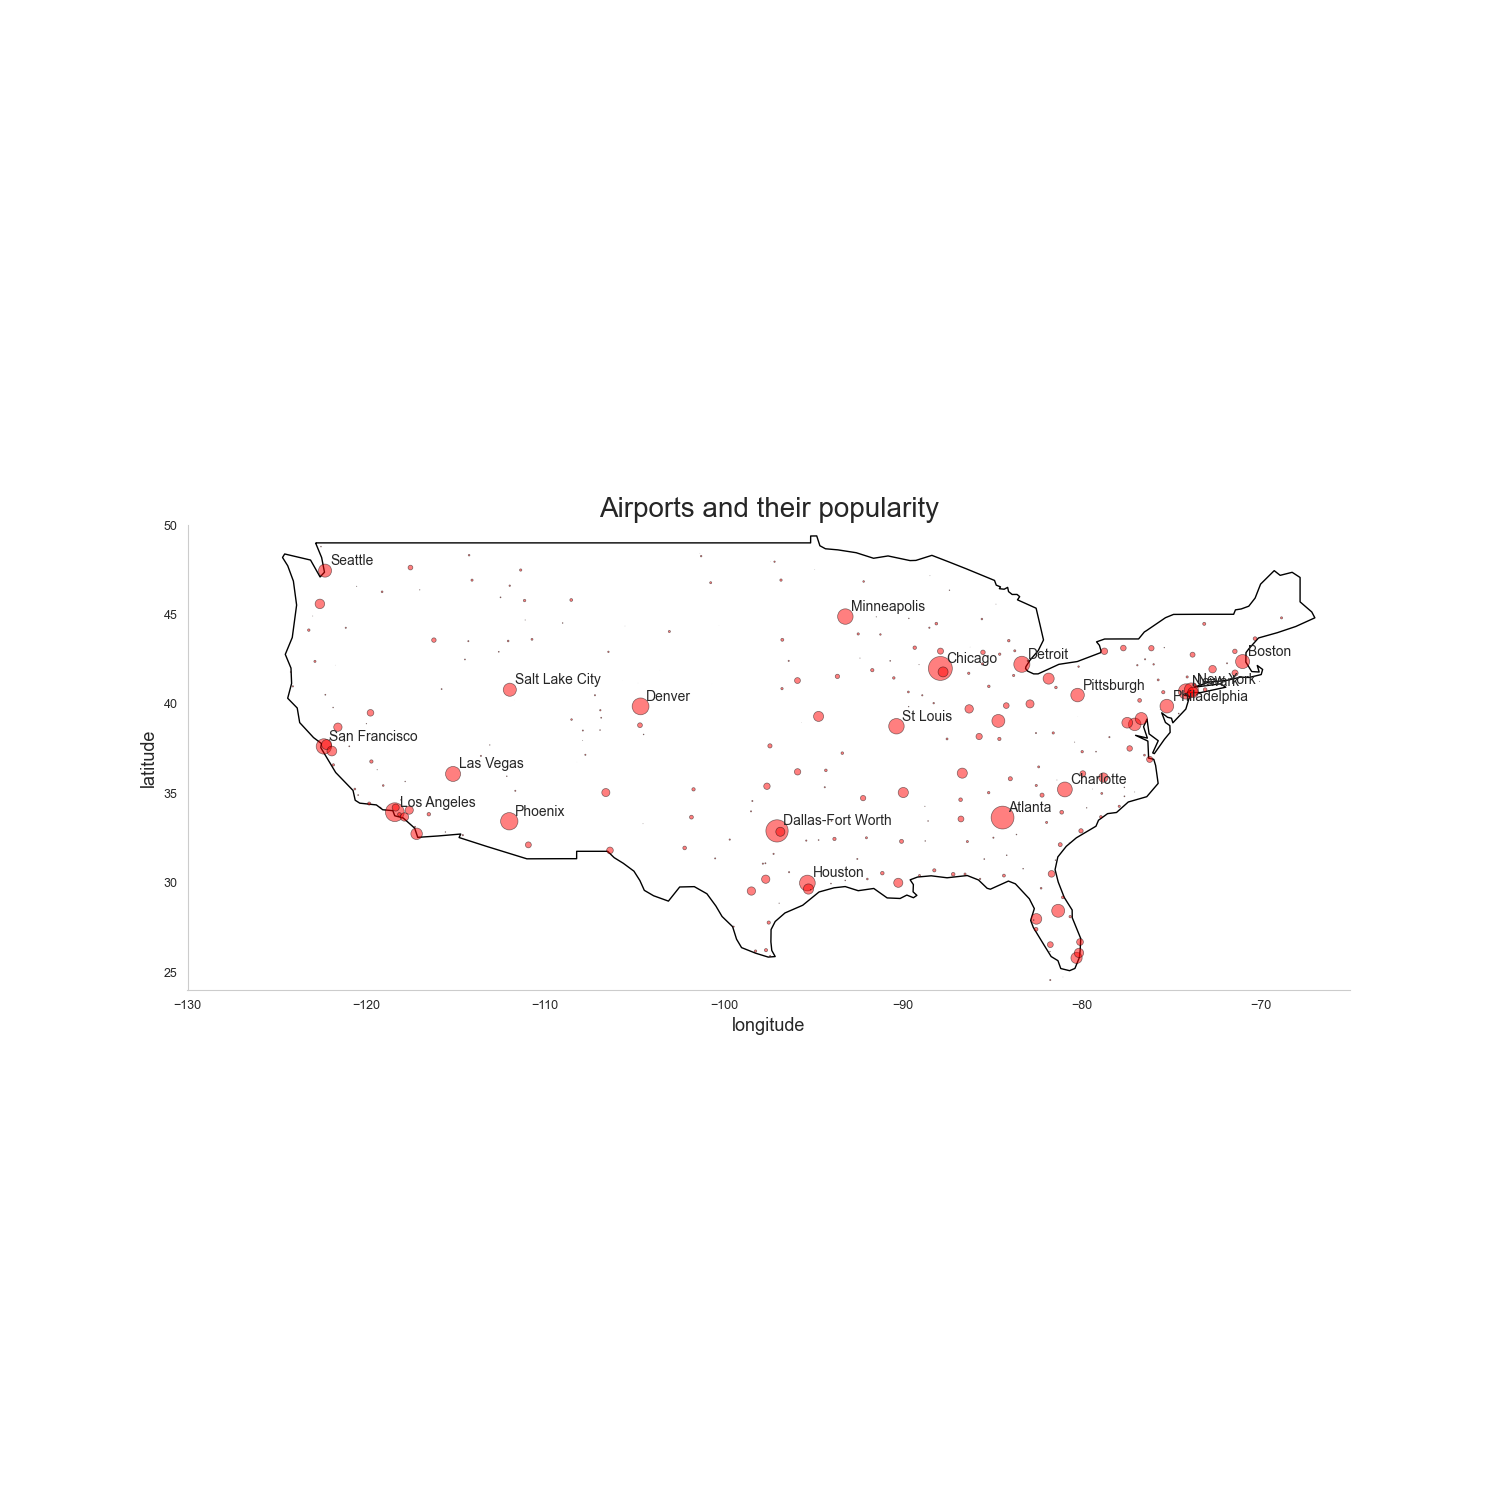 Airports and their popularity
50
45
40
35
30
25
latitude
Seattle
Minneapolis
Boston
Detroit
Chicago
Salt Lake City
Pittsburgh
New York
Newark
Denver
Philadelphia
St Louis
San Francisco
Las Vegas
Charlotte
Los Angeles
Atlanta
Phoenix
Dallas-Fort Worth
Houston
−130
−120
−110
−100
−90
−80
−70
longitude